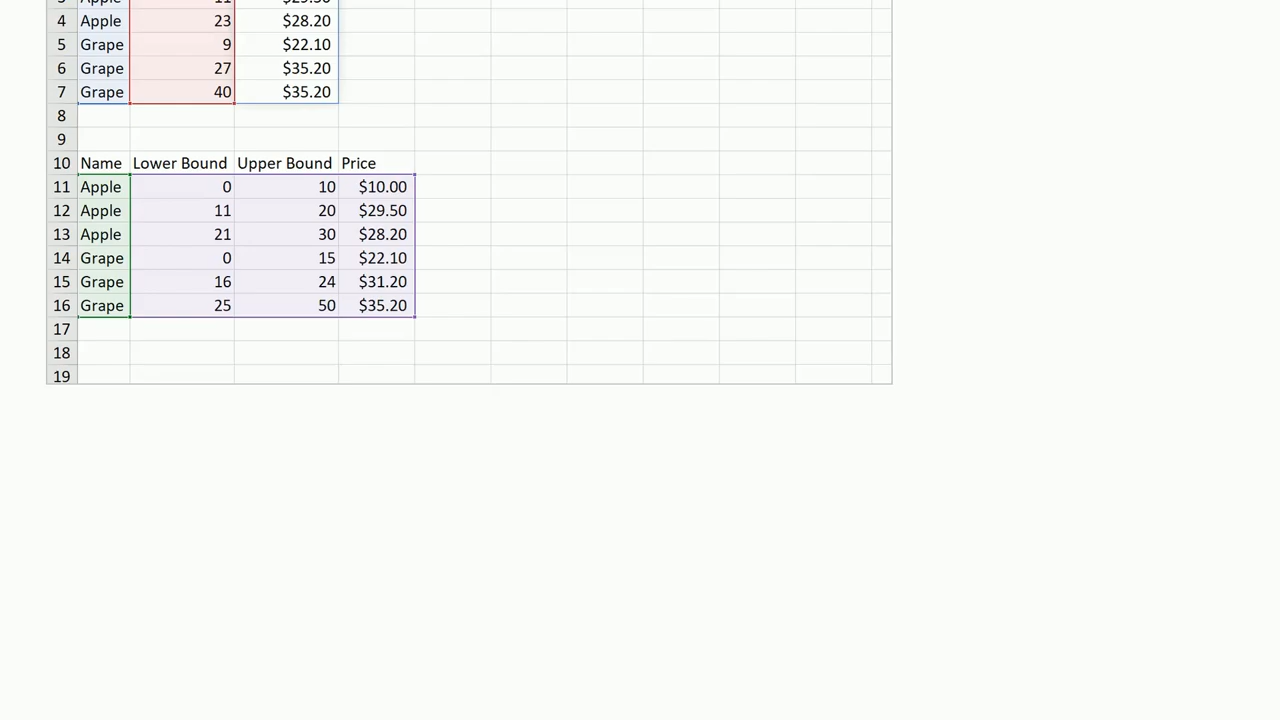 3 Apple 11 $29.50
4 Apple 23 $28.20
5 Grape 9 $22.10
6 Grape 27 $35.20
7 Grape 40 $35.20
8
9
10 Name Lower Bound Upper Bound Price
11 Apple 0 10 $10.00
12 Apple 11 20 $29.50
13 Apple 21 30 $28.20
14 Grape 0 15 $22.10
15 Grape 16 24 $31.20
16 Grape 25 50 $35.20
17
18
19